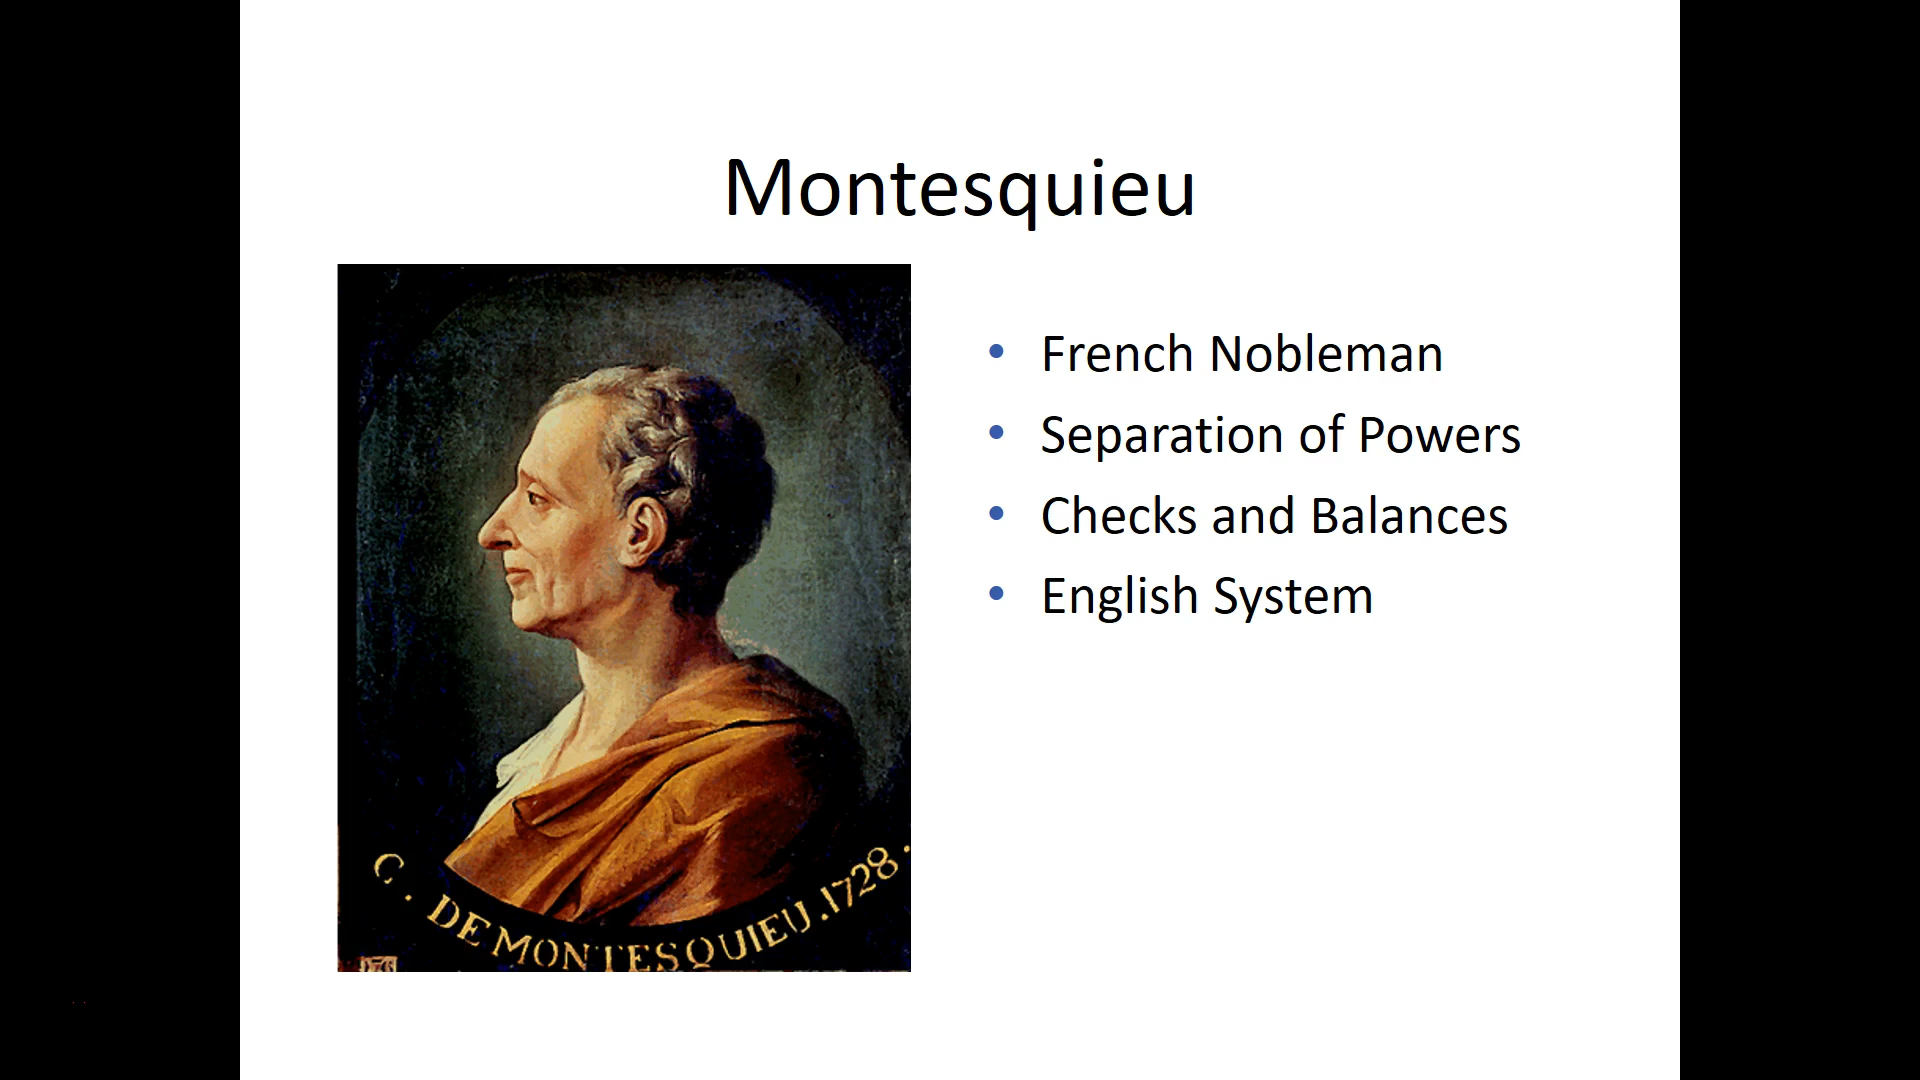 Montesquieu
• French Nobleman
• Separation of Powers
• Checks and Balances
• English System
C. DE MONTESQUIEU. 1728.